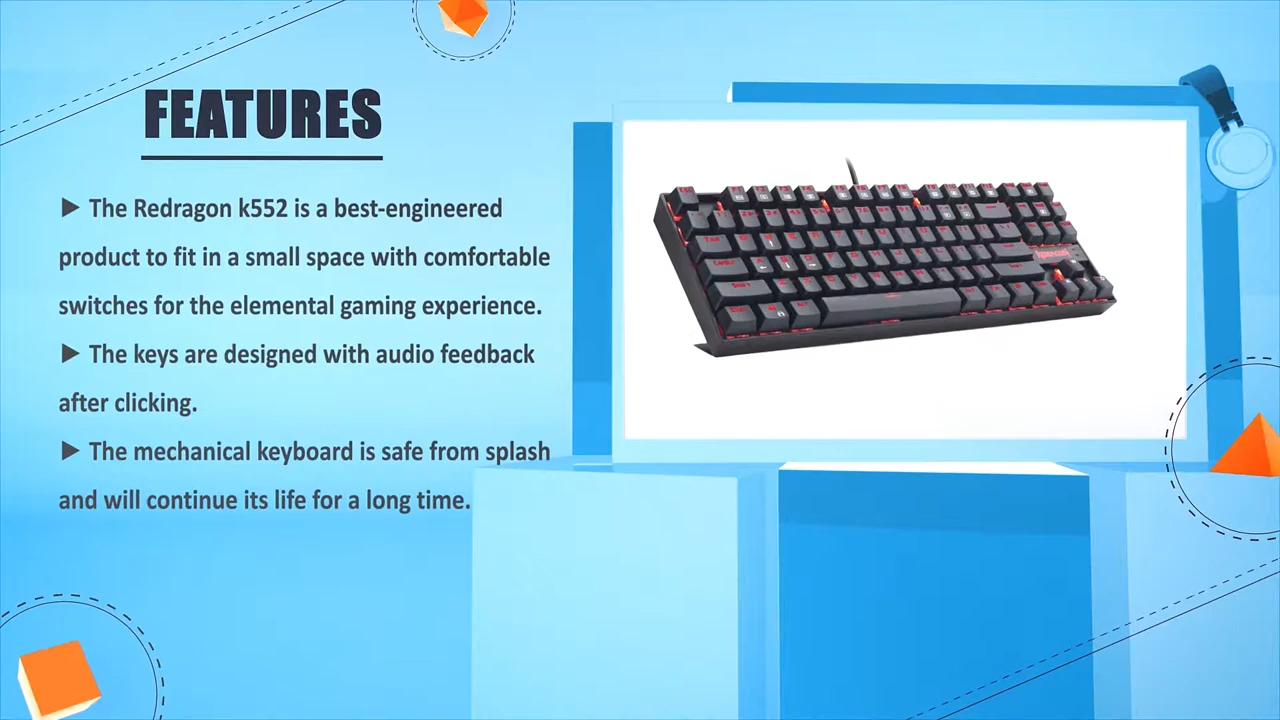 FEATURES
► The Redragon k552 is a best-engineered
product to fit in a small space with comfortable
switches for the elemental gaming experience.
► The keys are designed with audio feedback
after clicking.
► The mechanical keyboard is safe from splash
and will continue its life for a long time.